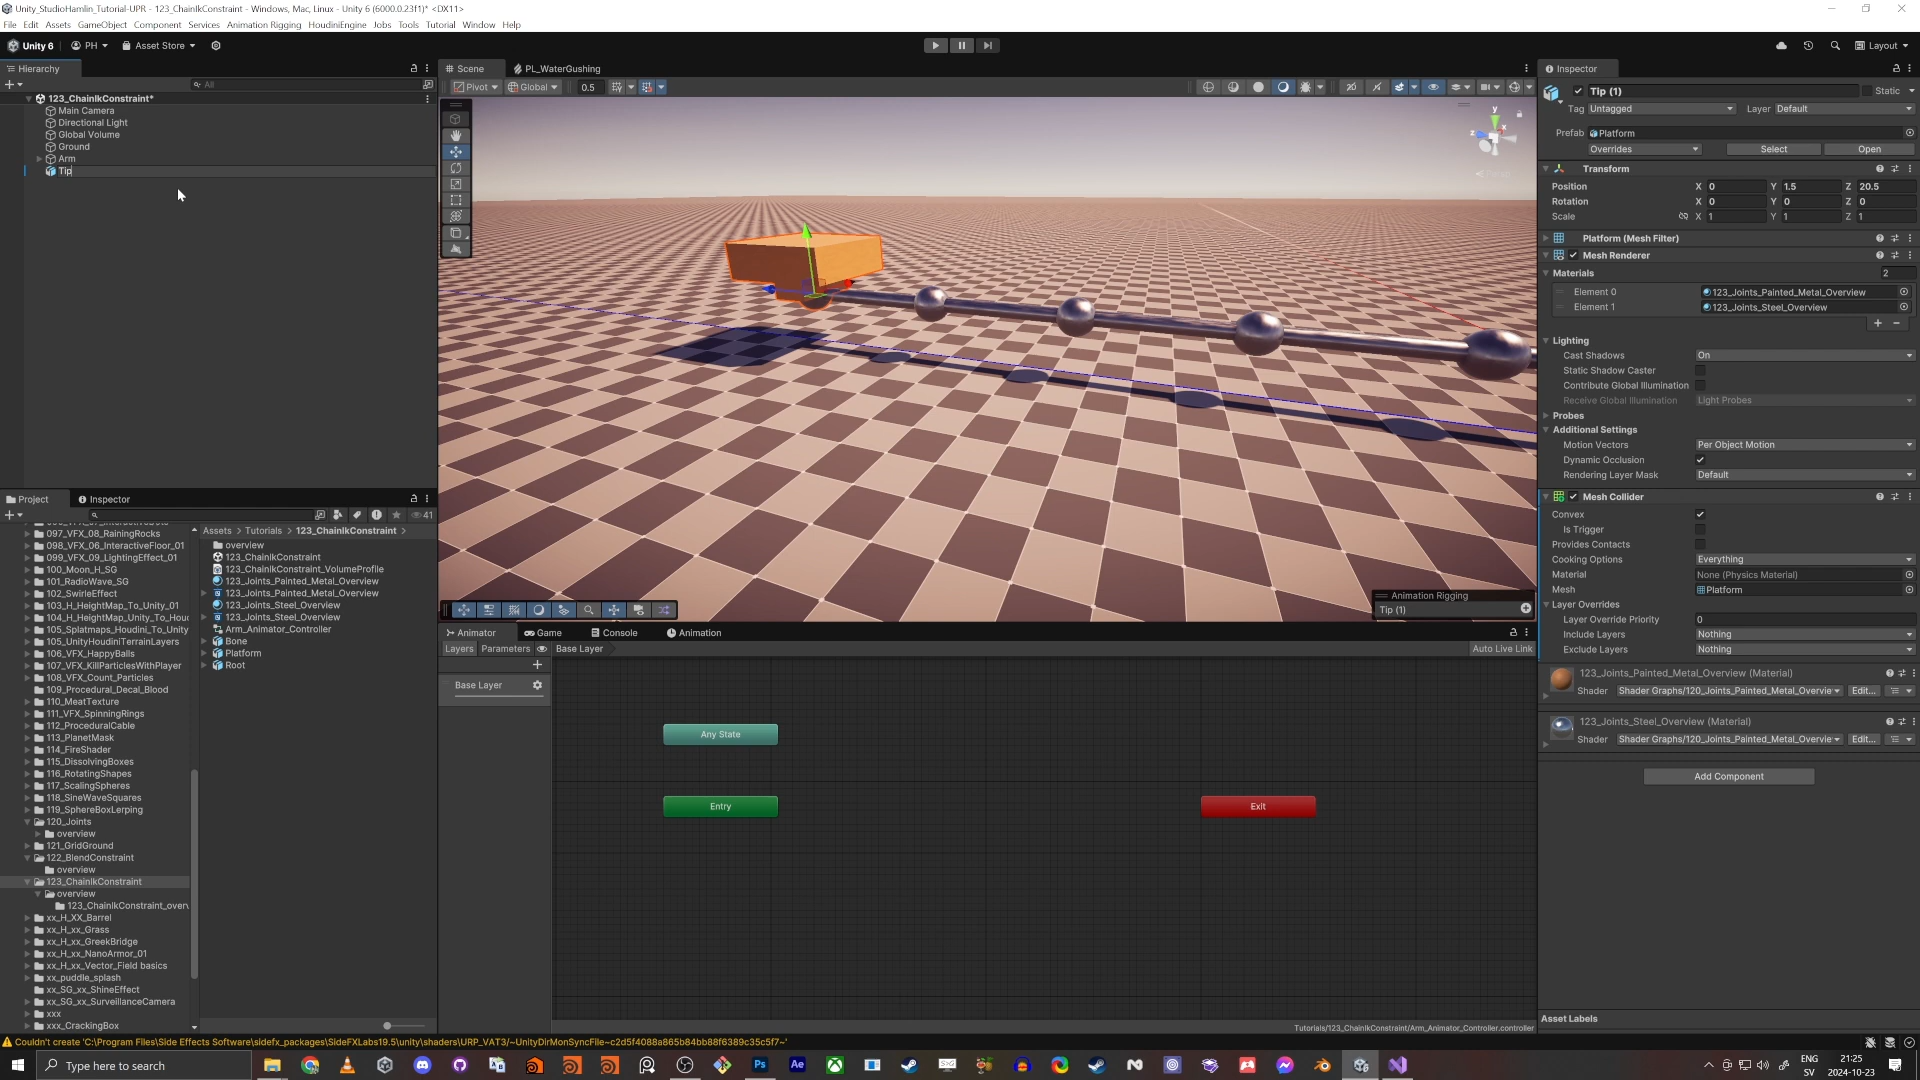 Unity_StudioHamlin_Tutorial-UPR - 123_ChainIkConstraint - Windows, Mac, Linux - Unity 6 (6000.0.23f1)* <DX11>
File Edit Assets GameObject Component Services Animation Rigging HoudiniEngine Jobs Tools Tutorial Window Help
Unity 6 PH Asset Store Layout
Hierarchy
All
123_ChainIkConstraint*
Main Camera
Directional Light
Global Volume
Ground
Arm
Tip
Scene PL_WaterGushing
Pivot Global 0.5 2D
y
z
x
Animation Rigging
Tip (1)
Project Inspector
41
097_VFX_08_RainingRocks
098_VFX_06_InteractiveFloor_01
099_VFX_09_LightingEffect_01
100_Moon_H_SG
101_RadioWave_SG
102_SwirleEffect
103_H_HeightMap_To_Unity_01
104_H_HeightMap_Unity_To_Hou
105_Splatmaps_Houdini_To_Unity
105_UnityHoudiniTerrainLayers
106_VFX_HappyBalls
107_VFX_KillParticlesWithPlayer
108_VFX_Count_Particles
109_Procedural_Decal_Blood
110_MeatTexture
111_VFX_SpinningRings
112_ProceduralCable
113_PlanetMask
114_FireShader
115_DissolvingBoxes
116_RotatingShapes
117_ScalingSpheres
118_SineWaveSquares
119_SphereBoxLerping
120_Joints
overview
121_GridGround
122_BlendConstraint
overview
123_ChainIkConstraint
overview
123_ChainIkConstraint_over
xx_H_XX_Barrel
xx_H_xx_Grass
xx_H_xx_GreekBridge
xx_H_xx_NanoArmor_01
xx_H_xx_Vector_Field basics
xx_puddle_splash
xx_SG_xx_ShineEffect
xx_SG_xx_SurveillanceCamera
xxx
xxx_CrackingBox
Assets > Tutorials > 123_ChainIkConstraint >
overview
123_ChainIkConstraint
123_ChainIkConstraint_VolumeProfile
123_Joints_Painted_Metal_Overview
123_Joints_Painted_Metal_Overview
123_Joints_Steel_Overview
123_Joints_Steel_Overview
Arm_Animator_Controller
Bone
Platform
Root
Animator Game Console Animation
Layers Parameters Base Layer Auto Live Link
Base Layer
Any State
Entry
Exit
Tutorials/123_ChainIkConstraint/Arm_Animator_Controller.controller
Inspector
Tip (1) Static
Tag Untagged Layer Default
Prefab Platform
Overrides Select Open
Transform
Position X 0 Y 1.5 Z 20.5
Rotation X 0 Y 0 Z 0
Scale X 1 Y 1 Z 1
Platform (Mesh Filter)
Mesh Renderer
Materials 2
Element 0 123_Joints_Painted_Metal_Overview
Element 1 123_Joints_Steel_Overview
+ −
Lighting
Cast Shadows On
Static Shadow Caster
Contribute Global Illumination
Receive Global Illumination Light Probes
Probes
Additional Settings
Motion Vectors Per Object Motion
Dynamic Occlusion
Rendering Layer Mask Default
Mesh Collider
Convex
Is Trigger
Provides Contacts
Cooking Options Everything
Material None (Physics Material)
Mesh Platform
Layer Overrides
Layer Override Priority 0
Include Layers Nothing
Exclude Layers Nothing
123_Joints_Painted_Metal_Overview (Material)
Shader Shader Graphs/120_Joints_Painted_Metal_Overvie Edit...
123_Joints_Steel_Overview (Material)
Shader Shader Graphs/120_Joints_Painted_Metal_Overvie Edit...
Add Component
Asset Labels
Couldn't create 'C:\Program Files\Side Effects Software\sidefx_packages\SideFXLabs19.5\unity\shaders\URP_VAT3/~UnityDirMonSyncFile~c2d5f4088a865b84bb88f6389c35c5f7~'
Type here to search
ENG
SV
21:25
2024-10-23